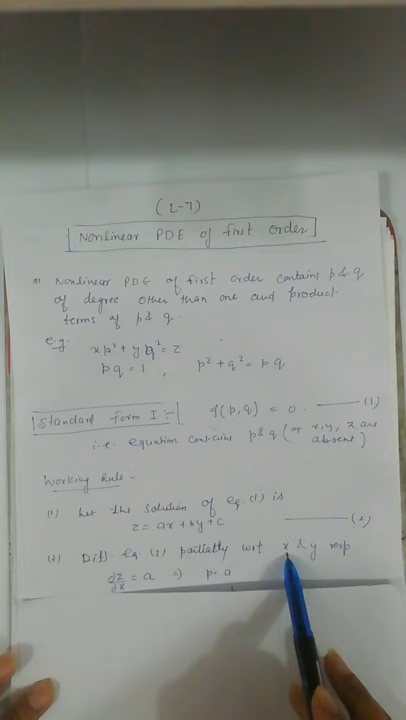 (L-7)
Nonlinear PDE of first order
Nonlinear PDE of first order contains p & q
of degree other than one and product
terms of p & q.
e.g.
xp² + yq² = z
pq = 1 , p² + q² = pq
Standard Form I :- f(p,q) = 0. ——— (1)
i.e. equation contains p & q (or x, y, z are
absent)
Working Rule -
(1) Let the solution of eq (1) is
z = ax + by + c ——— (2)
(2) Diff. eq. (2) partially wrt x & y resp
∂z/∂x = a ⇒ p = a